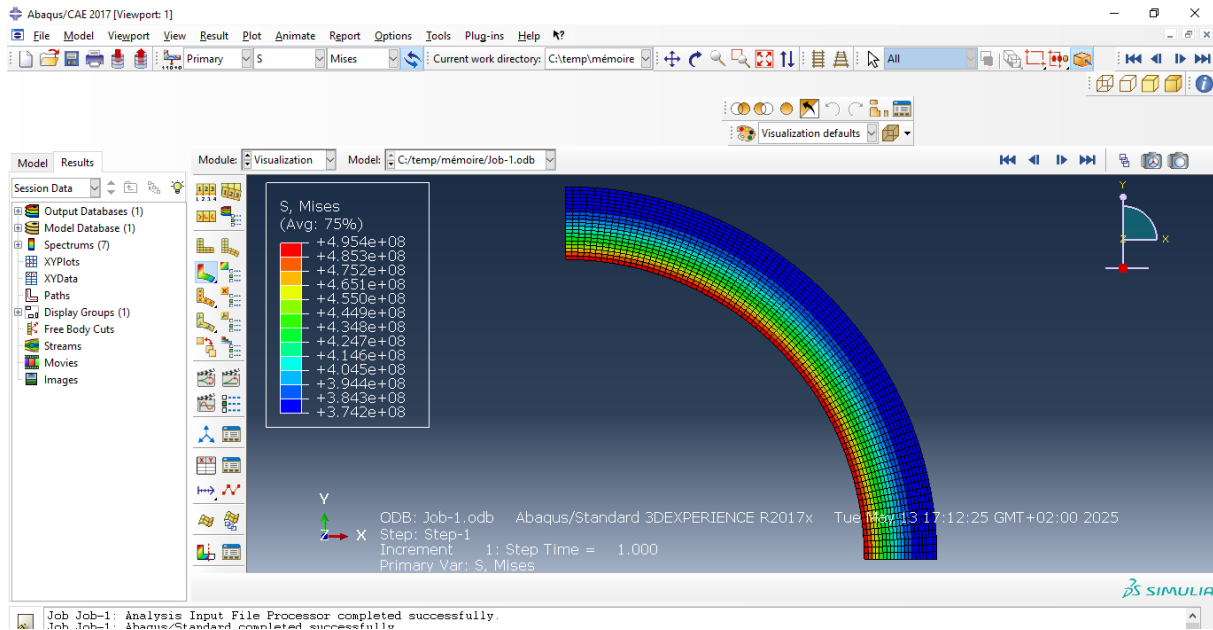 Abaqus/CAE 2017 [Viewport: 1]
File Model Viewport View Result Plot Animate Report Options Tools Plug-ins Help
Primary S Mises Current work directory: C:\temp\mémoire All
Visualization defaults
Model Results
Module: Visualization Model: C:/temp/mémoire/Job-1.odb
Session Data
Output Databases (1)
Model Database (1)
Spectrums (7)
XYPlots
XYData
Paths
Display Groups (1)
Free Body Cuts
Streams
Movies
Images
S, Mises
(Avg: 75%)
+4.954e+08
+4.853e+08
+4.752e+08
+4.651e+08
+4.550e+08
+4.449e+08
+4.348e+08
+4.247e+08
+4.146e+08
+4.045e+08
+3.944e+08
+3.843e+08
+3.742e+08
Y
Z X
Y
Z X
ODB: Job-1.odb Abaqus/Standard 3DEXPERIENCE R2017x Tue May 13 17:12:25 GMT+02:00 2025
Step: Step-1
Increment 1: Step Time = 1.000
Primary Var: S, Mises
SIMULIA
Job Job-1: Analysis Input File Processor completed successfully.
Job Job-1: Abaqus/Standard completed successfully.